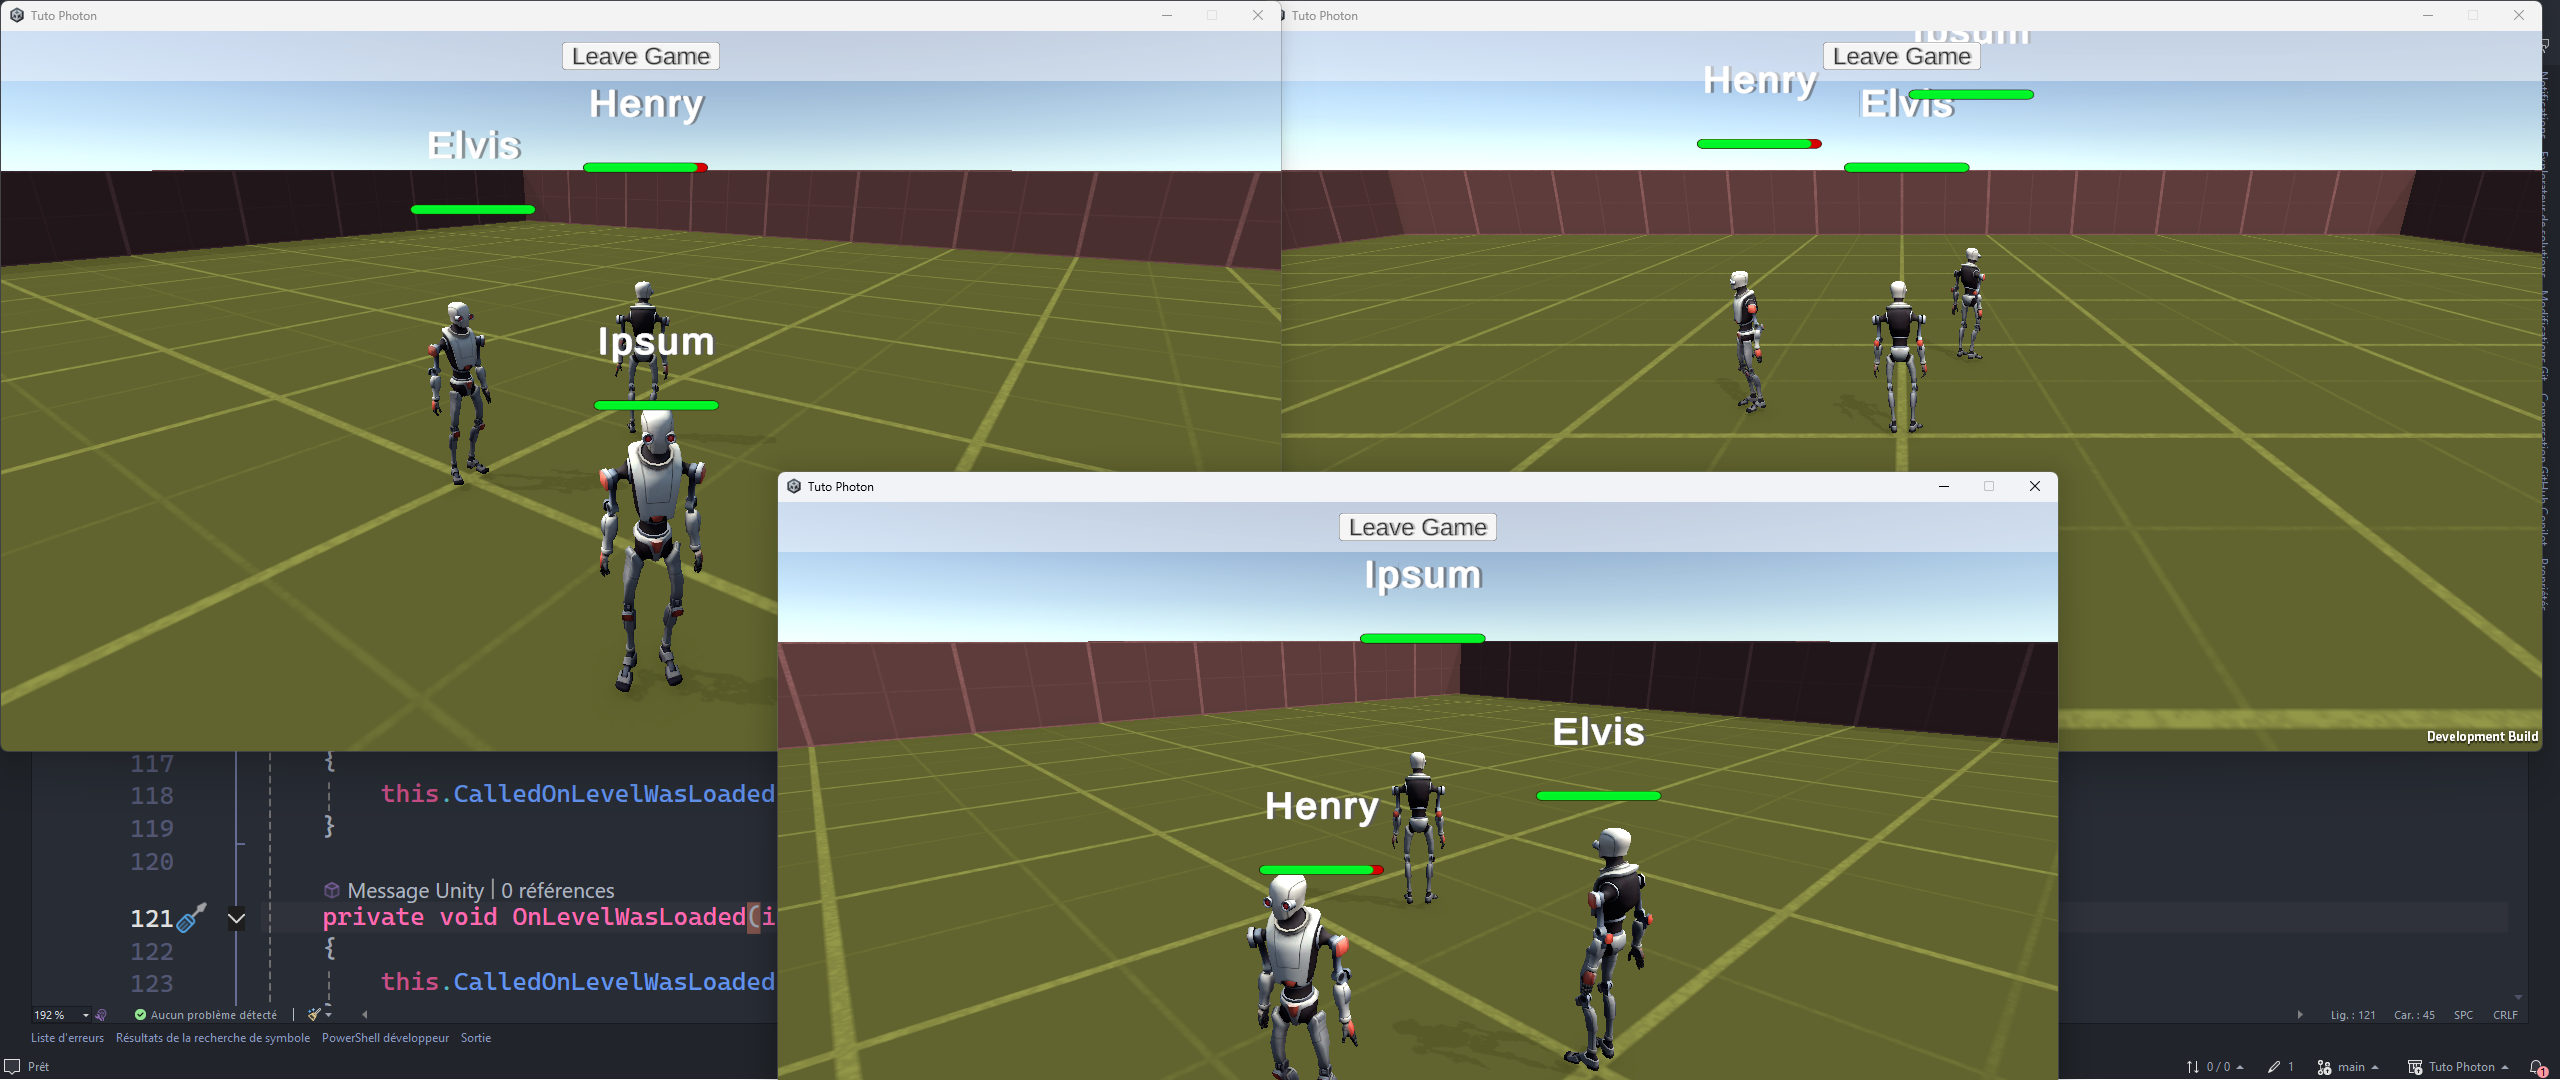 Tuto Photon
Leave Game
Henry
Elvis
Ipsum
Tuto Photon
Ipsum
Leave Game
Henry
Elvis
Development Build
Tuto Photon
Leave Game
Ipsum
Elvis
Henry
117 {
118 this.CalledOnLevelWasLoaded
119 }
120
Message Unity | 0 références
121 private void OnLevelWasLoaded(i
122 {
123 this.CalledOnLevelWasLoaded
192 % Aucun problème détecté
Lig. : 121 Car. : 45 SPC CRLF
Liste d'erreurs Résultats de la recherche de symbole PowerShell développeur Sortie
Prêt
0 / 0 1 main Tuto Photon 1